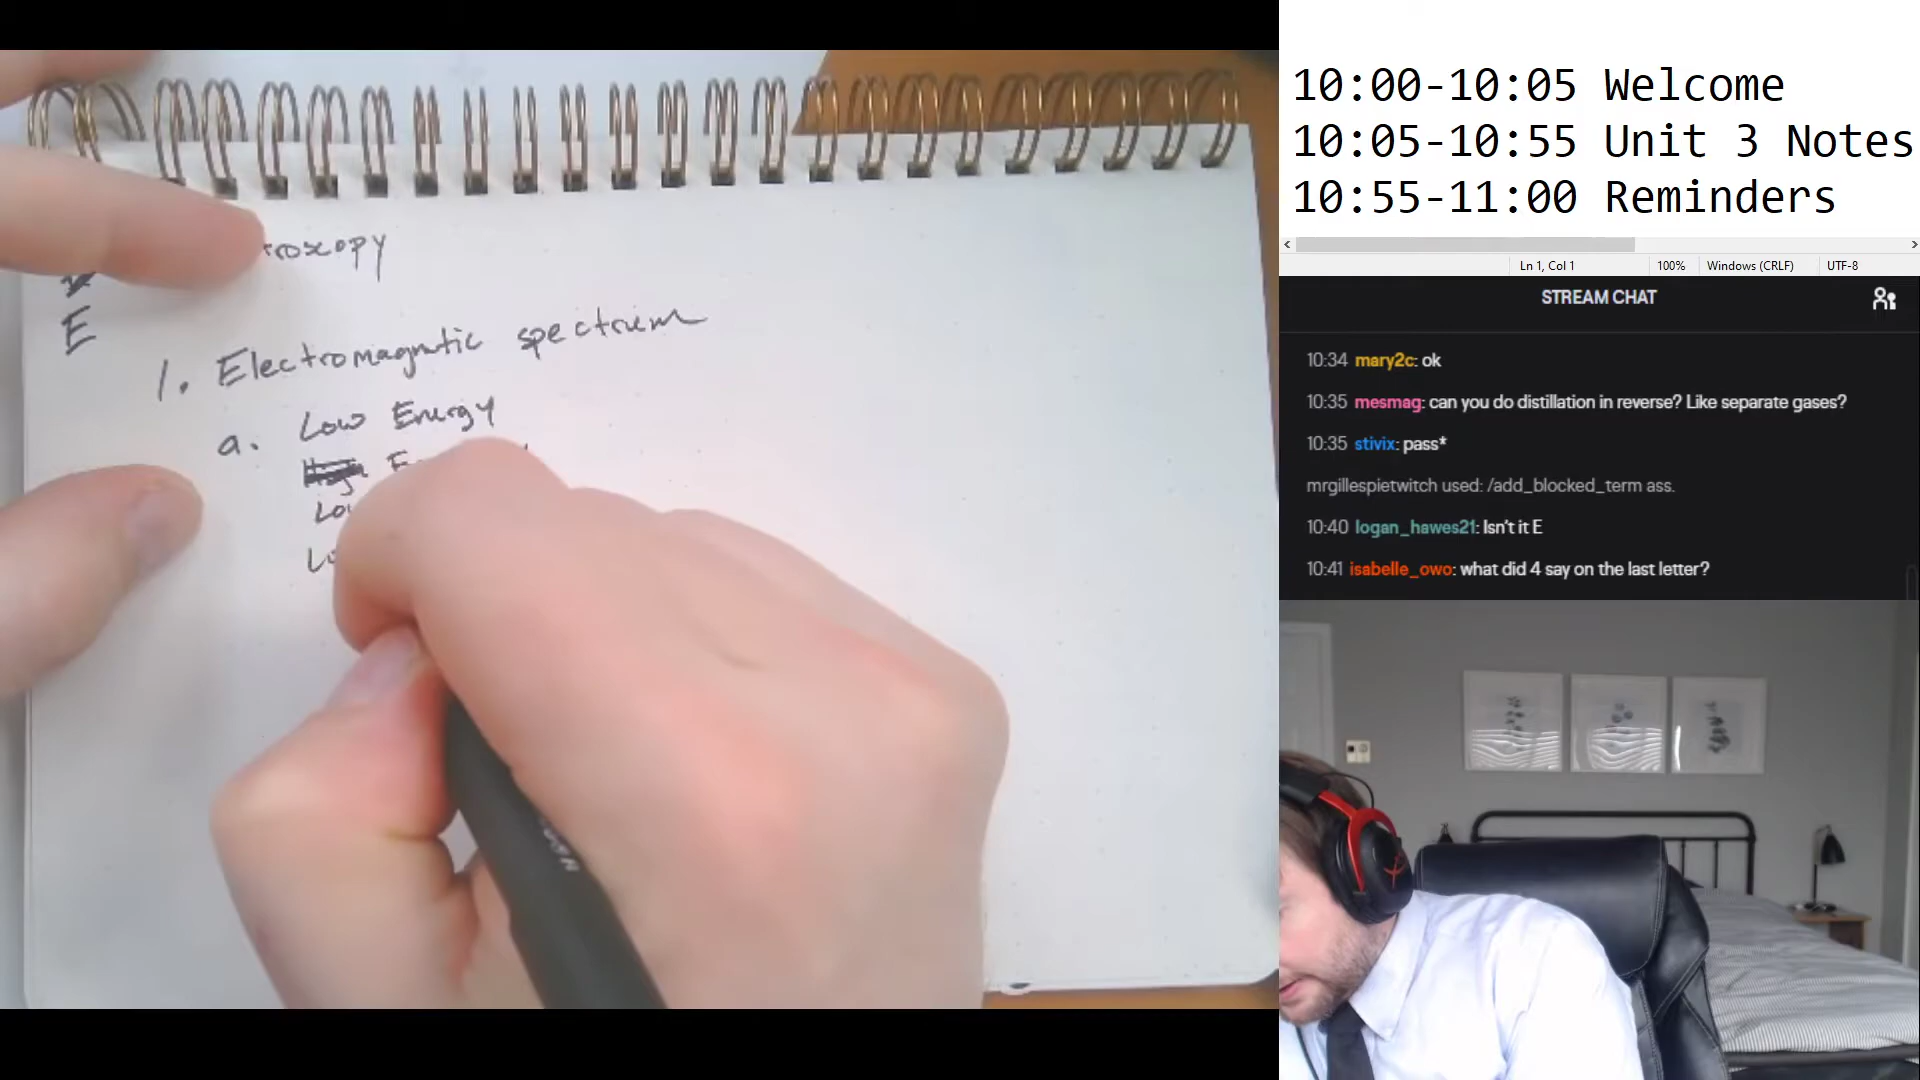 troscopy
E
1. Electromagnetic spectrum
a. Low Energy
10:00-10:05 Welcome
10:05-10:55 Unit 3 Notes
10:55-11:00 Reminders
Ln 1, Col 1 100% Windows (CRLF) UTF-8
STREAM CHAT
10:34 mary2c: ok
10:35 mesmag: can you do distillation in reverse? Like separate gases?
10:35 stivix: pass*
mrgillespietwitch used: /add_blocked_term ass.
10:40 logan_hawes21: Isn't it E
10:41 isabelle_owo: what did 4 say on the last letter?